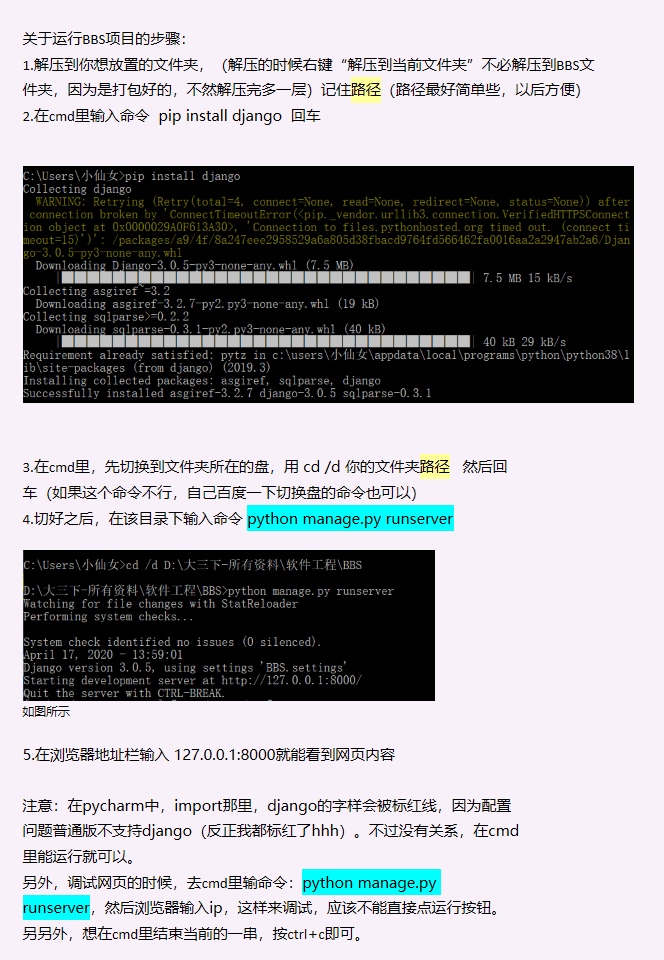 关于运行BBS项目的步骤：
1.解压到你想放置的文件夹，（解压的时候右键“解压到当前文件夹”不必解压到BBS文
件夹，因为是打包好的，不然解压完多一层）记住路径（路径最好简单些，以后方便）
2.在cmd里输入命令 pip install django 回车
C:\Users\小仙女>pip install django
Collecting django
WARNING: Retrying (Retry(total=4, connect=None, read=None, redirect=None, status=None)) after
connection broken by 'ConnectTimeoutError(<pip._vendor.urllib3.connection.VerifiedHTTPSConnect
ion object at 0x0000029A0F613A30>, 'Connection to files.pythonhosted.org timed out. (connect ti
meout=15)')': /packages/a9/4f/8a247eee2958529a6a805d38fbacd9764fd566462fa0016aa2a2947ab2a6/Djan
go-3.0.5-py3-none-any.whl
Downloading Django-3.0.5-py3-none-any.whl (7.5 MB)
7.5 MB 15 kB/s
Collecting asgiref~=3.2
Downloading asgiref-3.2.7-py2.py3-none-any.whl (19 kB)
Collecting sqlparse>=0.2.2
Downloading sqlparse-0.3.1-py2.py3-none-any.whl (40 kB)
40 kB 29 kB/s
Requirement already satisfied: pytz in c:\users\小仙女\appdata\local\programs\python\python38\l
ib\site-packages (from django) (2019.3)
Installing collected packages: asgiref, sqlparse, django
Successfully installed asgiref-3.2.7 django-3.0.5 sqlparse-0.3.1
3.在cmd里，先切换到文件夹所在的盘，用 cd /d 你的文件夹路径 然后回
车（如果这个命令不行，自己百度一下切换盘的命令也可以）
4.切好之后，在该目录下输入命令 python manage.py runserver
C:\Users\小仙女>cd /d D:\大三下-所有资料\软件工程\BBS
D:\大三下-所有资料\软件工程\BBS>python manage.py runserver
Watching for file changes with StatReloader
Performing system checks...
System check identified no issues (0 silenced).
April 17, 2020 - 13:59:01
Django version 3.0.5, using settings 'BBS.settings'
Starting development server at http://127.0.0.1:8000/
Quit the server with CTRL-BREAK.
如图所示
5.在浏览器地址栏输入 127.0.0.1:8000就能看到网页内容
注意：在pycharm中，import那里，django的字样会被标红线，因为配置
问题普通版不支持django（反正我都标红了hhh）。不过没有关系，在cmd
里能运行就可以。
另外，调试网页的时候，去cmd里输命令：python manage.py
runserver，然后浏览器输入ip，这样来调试，应该不能直接点运行按钮。
另另外，想在cmd里结束当前的一串，按ctrl+c即可。